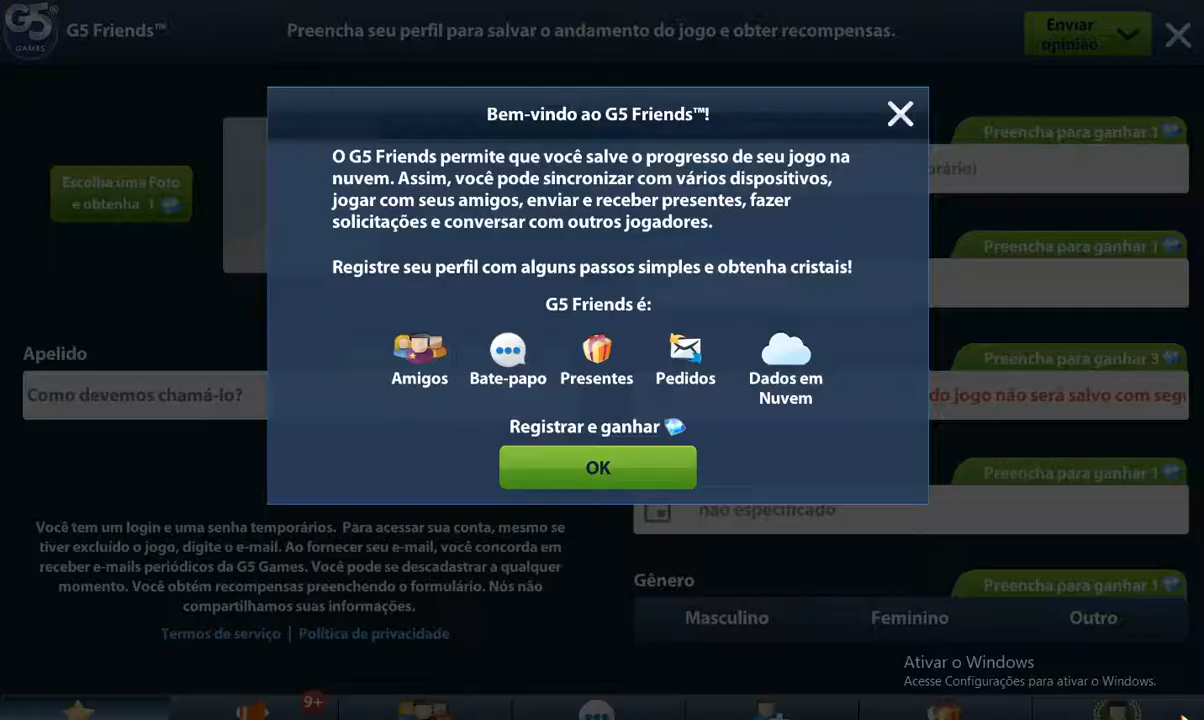 G5
GAMES
G5 Friends™
Preencha seu perfil para salvar o andamento do jogo e obter recompensas.
Enviar
opinião
Bem-vindo ao G5 Friends™!
O G5 Friends permite que você salve o progresso de seu jogo na
nuvem. Assim, você pode sincronizar com vários dispositivos,
jogar com seus amigos, enviar e receber presentes, fazer
solicitações e conversar com outros jogadores.
Registre seu perfil com alguns passos simples e obtenha cristais!
G5 Friends é:
Amigos
Bate-papo
Presentes
Pedidos
Dados em
Nuvem
Registrar e ganhar
OK
Escolha uma Foto
e obtenha 1
Apelido
Como devemos chamá-lo?
Você tem um login e uma senha temporários. Para acessar sua conta, mesmo se
tiver excluído o jogo, digite o e-mail. Ao fornecer seu e-mail, você concorda em
receber e-mails periódicos da G5 Games. Você pode se descadastrar a qualquer
momento. Você obtém recompensas preenchendo o formulário. Nós não
compartilhamos suas informações.
Termos de serviço | Política de privacidade
Preencha para ganhar 1
orário)
Preencha para ganhar 1
Preencha para ganhar 3
do jogo não será salvo com segu
Preencha para ganhar 1
não especificado
Gênero
Preencha para ganhar 1
Masculino
Feminino
Outro
Ativar o Windows
Acesse Configurações para ativar o Windows.
9+